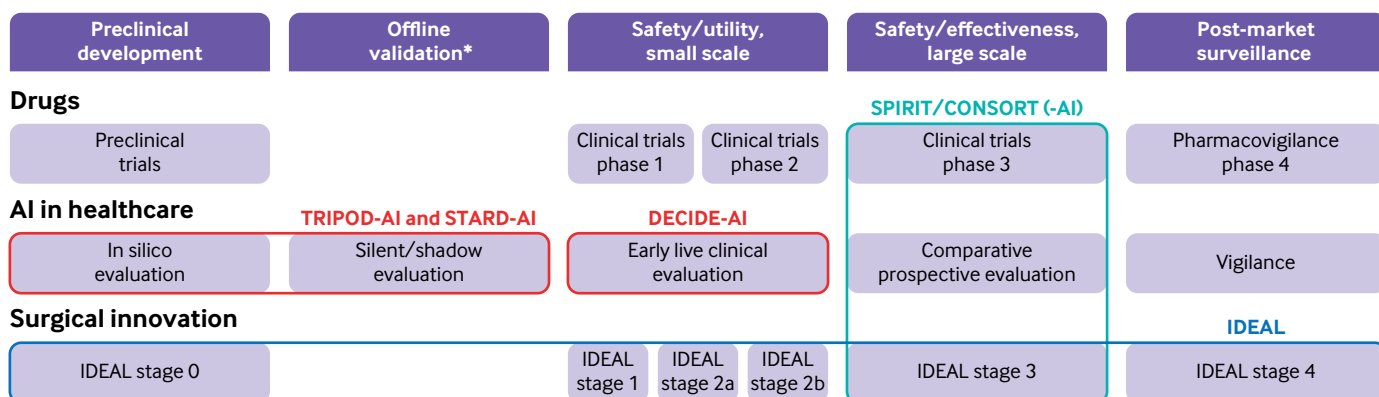 Preclinical
development
Offline
validation*
Safety/utility,
small scale
Safety/effectiveness,
large scale
Post-market
surveillance
Drugs
SPIRIT/CONSORT (-AI)
Preclinical
trials
Clinical trials
phase 1
Clinical trials
phase 2
Clinical trials
phase 3
Pharmacovigilance
phase 4
AI in healthcare
TRIPOD-AI and STARD-AI
DECIDE-AI
In silico
evaluation
Silent/shadow
evaluation
Early live clinical
evaluation
Comparative
prospective evaluation
Vigilance
Surgical innovation
IDEAL
IDEAL stage 0
IDEAL
stage 1
IDEAL
stage 2a
IDEAL
stage 2b
IDEAL stage 3
IDEAL stage 4